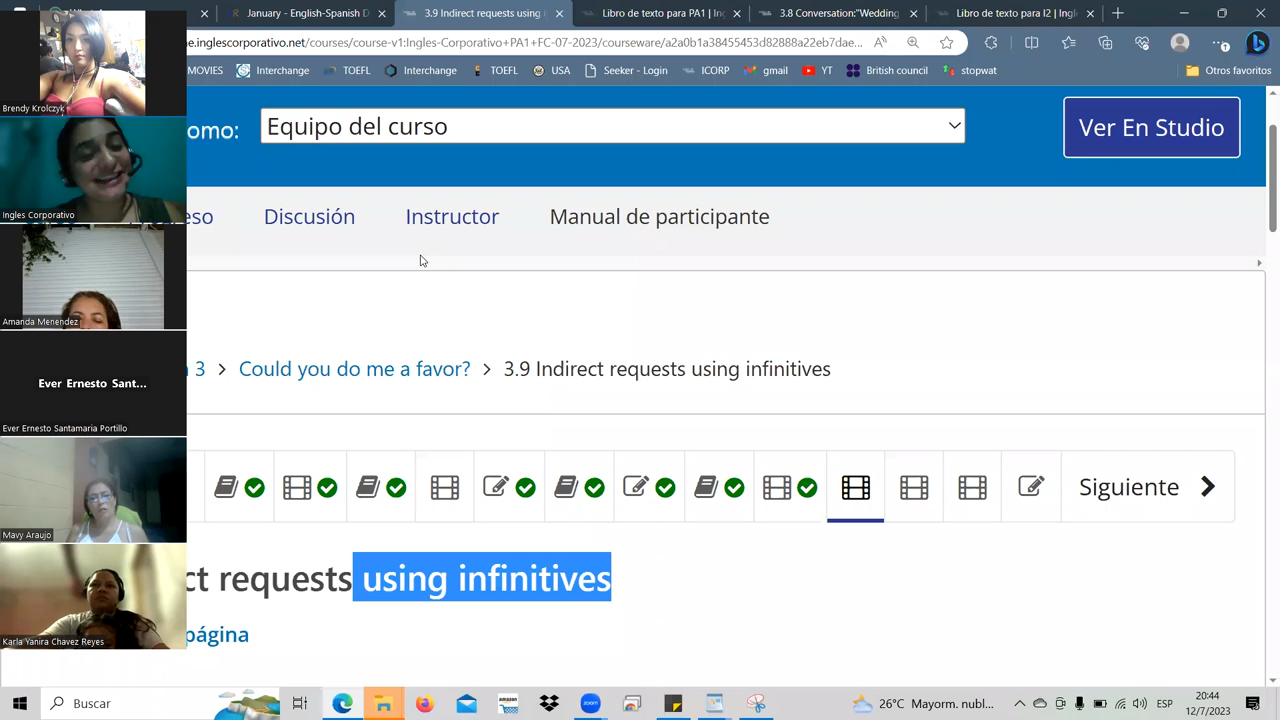 January - English-Spanish D
3.9 Indirect requests using
Libro de texto para PA1 | In
3.8 Conversation:"Wedding
Libro de texto para I2 | Ingle
e.inglescorporativo.net/courses/course-v1:Ingles-Corporativo+PA1+FC-07-2023/courseware/a2a0b1a38455453d82888a22eb7dae...
MOVIES
Interchange
TOEFL
Interchange
TOEFL
USA
Seeker - Login
ICORP
gmail
YT
British council
stopwat
Otros favoritos
omo:
Equipo del curso
Ver En Studio
eso
Discusión
Instructor
Manual de participante
3 > Could you do me a favor? > 3.9 Indirect requests using infinitives
Siguiente
ct requests using infinitives
página
Brendy Krolczyk
Ingles Corporativo
Amanda Menendez
Ever Ernesto Sant...
Ever Ernesto Santamaria Portillo
Mavy Araujo
Karla Yanira Chavez Reyes
Buscar
amazon
zoom
26°C Mayorm. nubl...
ESP
20:44
12/7/2023